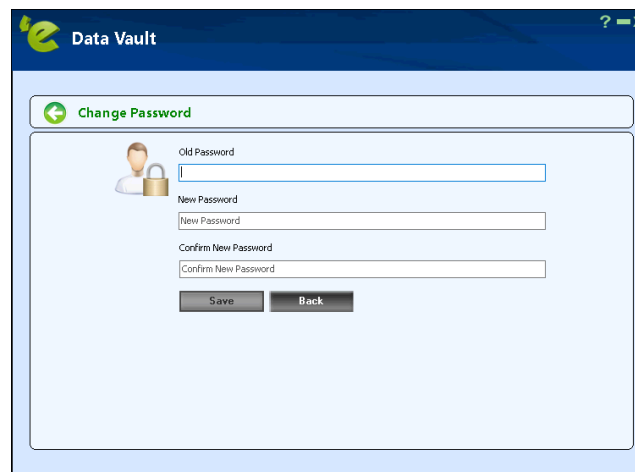 Data Vault
Change Password
Old Password
New Password
New Password
Confirm New Password
Confirm New Password
Save
Back